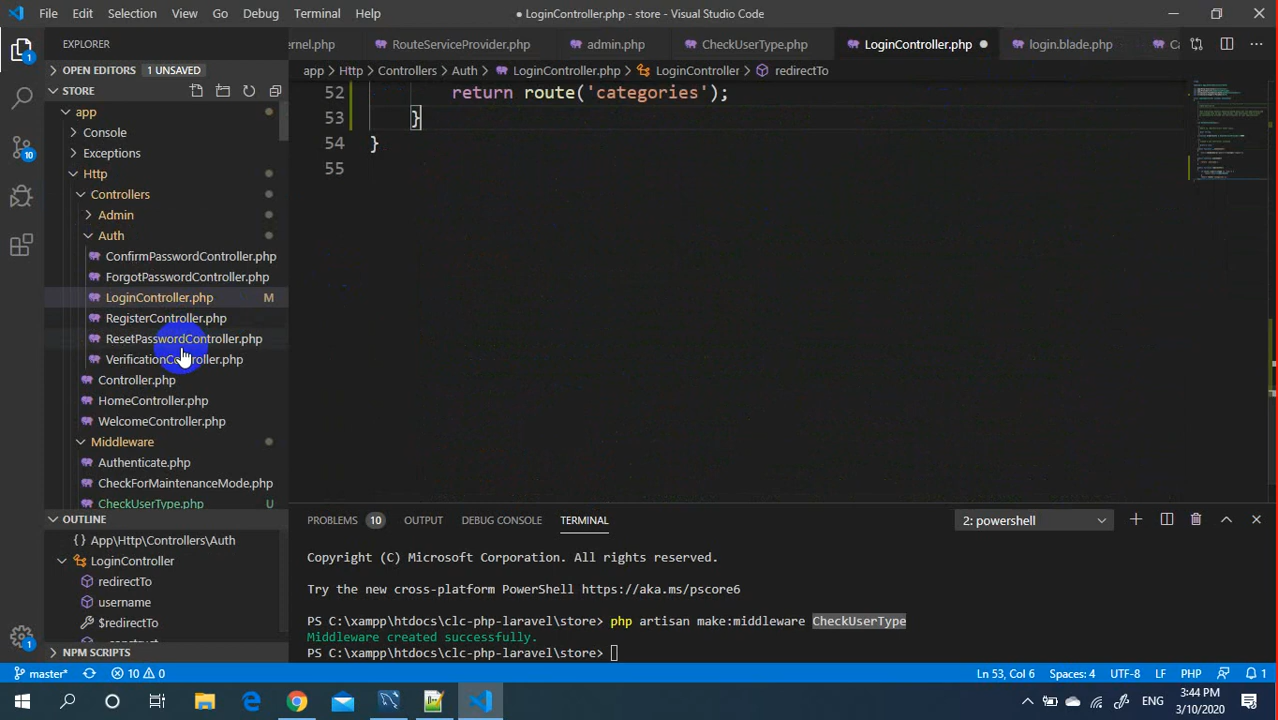 File Edit Selection View Go Debug Terminal Help
● LoginController.php - store - Visual Studio Code
EXPLORER
ernel.php RouteServiceProvider.php admin.php CheckUserType.php LoginController.php ● login.blade.php Ca
OPEN EDITORS 1 UNSAVED
app > Http > Controllers > Auth > LoginController.php > LoginController > redirectTo
STORE
app
Console
Exceptions
Http
Controllers
Admin
Auth
ConfirmPasswordController.php
ForgotPasswordController.php
LoginController.php M
RegisterController.php
ResetPasswordController.php
VerificationController.php
Controller.php
HomeController.php
WelcomeController.php
Middleware
Authenticate.php
CheckForMaintenanceMode.php
CheckUserType.php U
52 return route('categories');
53 }
54 }
55
OUTLINE
{} App\Http\Controllers\Auth
LoginController
redirectTo
username
$redirectTo
NPM SCRIPTS
PROBLEMS 10 OUTPUT DEBUG CONSOLE TERMINAL 2: powershell
Copyright (C) Microsoft Corporation. All rights reserved.
Try the new cross-platform PowerShell https://aka.ms/pscore6
PS C:\xampp\htdocs\clc-php-laravel\store> php artisan make:middleware CheckUserType
Middleware created successfully.
PS C:\xampp\htdocs\clc-php-laravel\store>
1
10
1
master* 10 0 Ln 53, Col 6 Spaces: 4 UTF-8 LF PHP 1
ENG
3:44 PM
3/10/2020